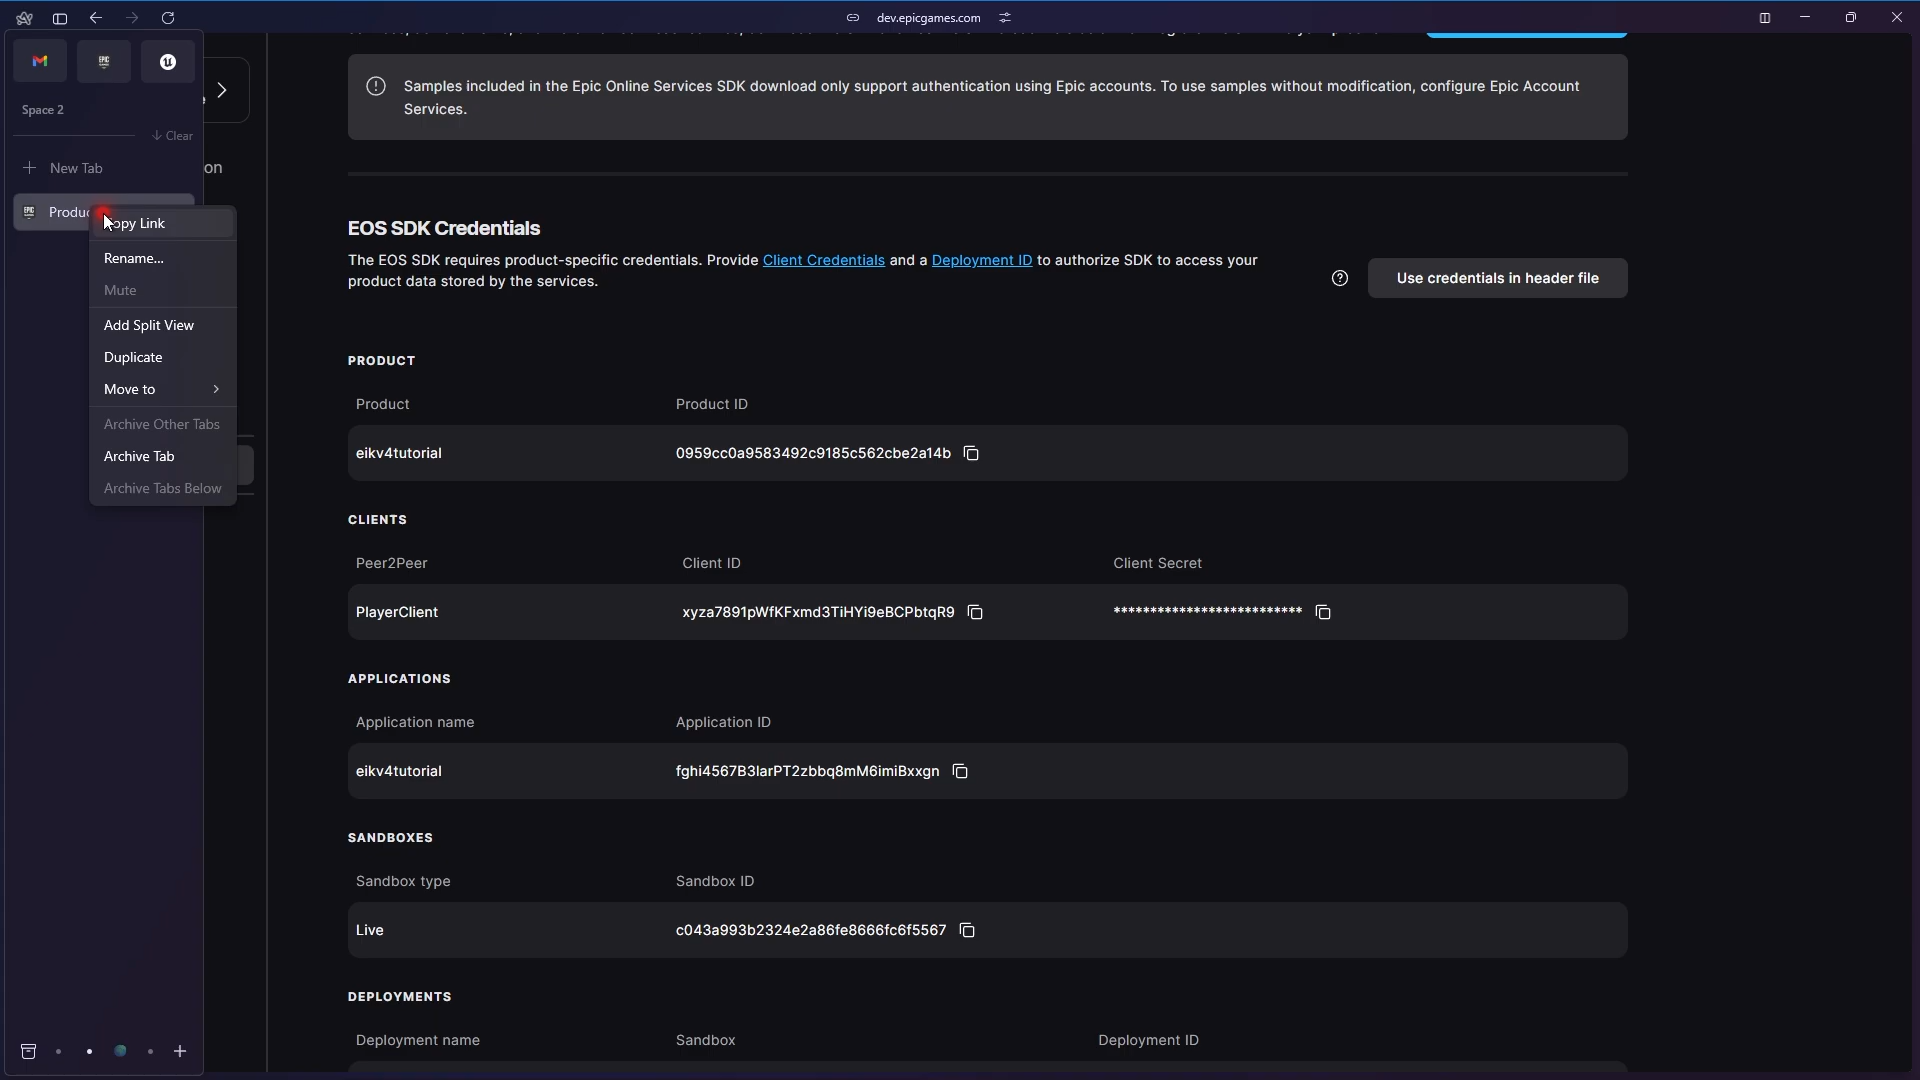 dev.epicgames.com
Space 2
Clear
New Tab
on
Produc
opy Link
Rename...
Mute
Add Split View
Duplicate
Move to
Archive Other Tabs
Archive Tab
Archive Tabs Below
Samples included in the Epic Online Services SDK download only support authentication using Epic accounts. To use samples without modification, configure Epic Account
Services.
EOS SDK Credentials
The EOS SDK requires product-specific credentials. Provide Client Credentials and a Deployment ID to authorize SDK to access your
product data stored by the services.
Use credentials in header file
PRODUCT
Product Product ID
eikv4tutorial 0959cc0a9583492c9185c562cbe2a14b
CLIENTS
Peer2Peer Client ID Client Secret
PlayerClient xyza7891pWfKFxmd3TiHYi9eBCPbtqR9 **************************
APPLICATIONS
Application name Application ID
eikv4tutorial fghi4567B3larPT2zbbq8mM6imiBxxgn
SANDBOXES
Sandbox type Sandbox ID
Live c043a993b2324e2a86fe8666fc6f5567
DEPLOYMENTS
Deployment name Sandbox Deployment ID